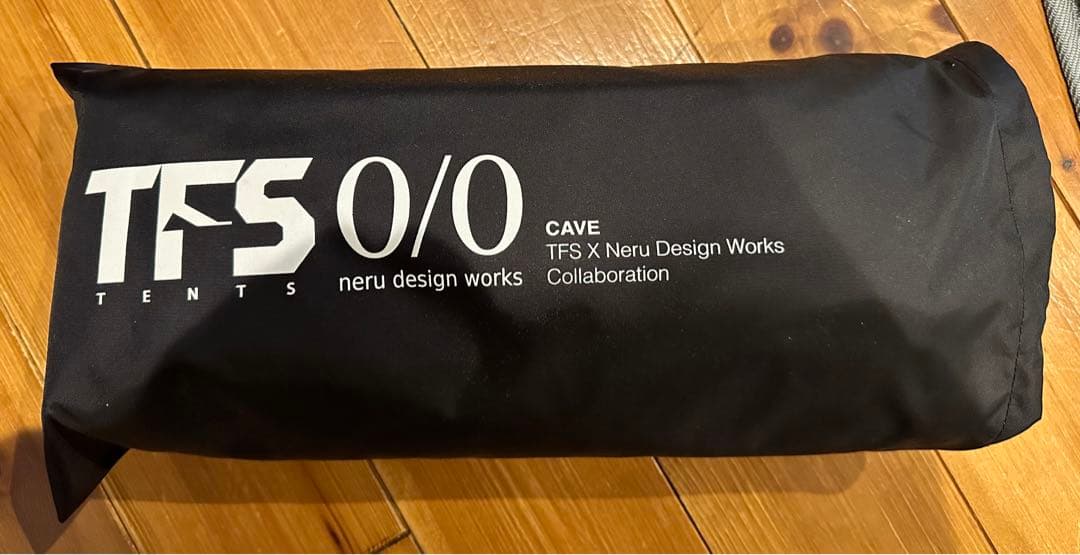 TFS
TENTS
0/0
neru design works
CAVE
TFS X Neru Design Works
Collaboration